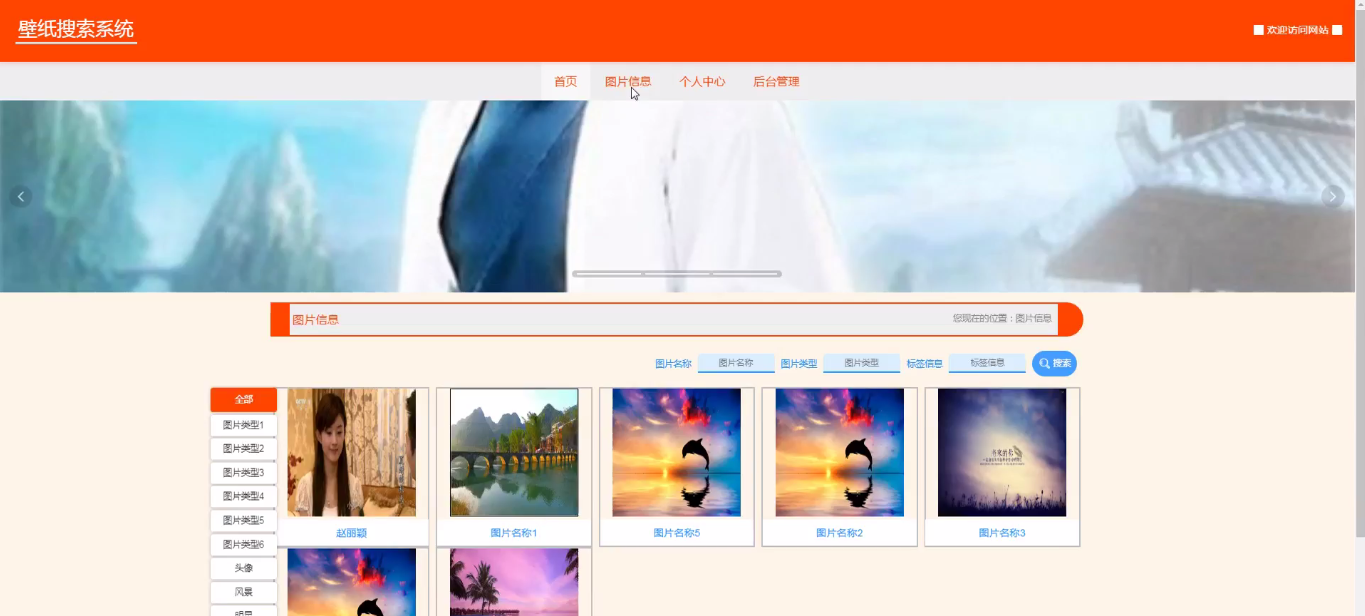 壁纸搜索系统
欢迎访问网站
首页 图片信息 个人中心 后台管理
图片信息
您现在的位置：图片信息
图片名称 图片名称 图片类型 图片类型 标签信息 标签信息 搜索
全部
图片类型1
图片类型2
图片类型3
图片类型4
图片类型5
图片类型6
头像
风景
明星
赵丽颖 图片名称1 图片名称5 图片名称2 图片名称3